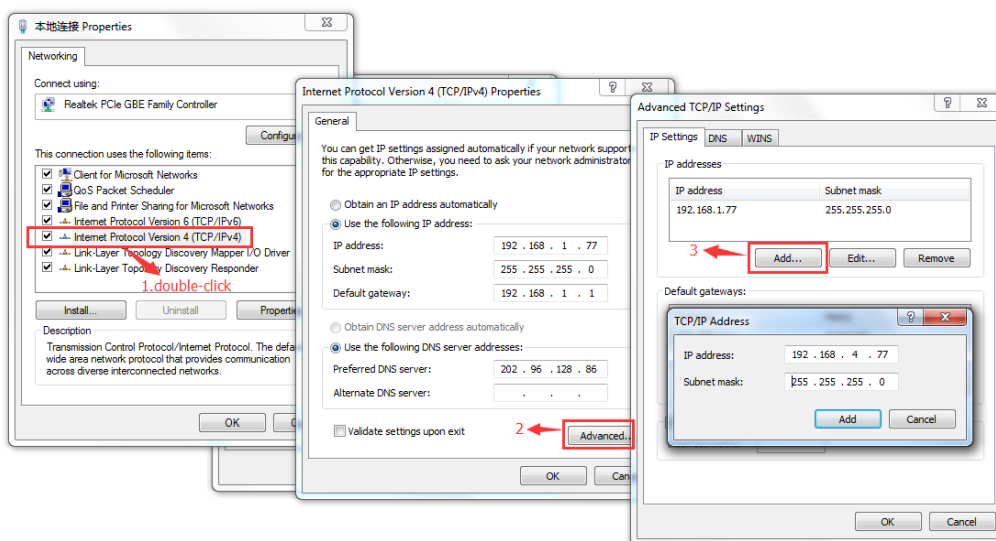 本地连接 Properties
Networking
Connect using:
Realtek PCIe GBE Family Controller
This connection uses the following items:
Client for Microsoft Networks
QoS Packet Scheduler
File and Printer Sharing for Microsoft Networks
Internet Protocol Version 6 (TCP/IPv6)
Internet Protocol Version 4 (TCP/IPv4)
Link-Layer Topology Discovery Mapper I/O Driver
Link-Layer Topology Discovery Responder
1.double-click
Install...
Uninstall
Description
Transmission Control Protocol/Internet Protocol. The
wide area network protocol that provides communication
across diverse interconnected networks.
OK
Internet Protocol Version 4 (TCP/IPv4) Properties
General
You can get IP settings assigned automatically if your network
this capability. Otherwise, you need to ask your network administrator
for the appropriate IP settings.
Obtain an IP address automatically
Use the following IP address:
IP address: 192 . 168 . 1 . 77
Subnet mask: 255 . 255 . 255 . 0
Default gateway: 192 . 168 . 1 . 1
Obtain DNS server address automatically
Use the following DNS server addresses:
Preferred DNS server: 202 . 96 . 128 . 86
Alternate DNS server: . . .
Validate settings upon exit
2
Advanced..
OK
Advanced TCP/IP Settings
IP Settings DNS WINS
IP addresses
IP address Subnet mask
192.168.1.77 255.255.255.0
3
Add... Edit... Remove
Default gateways:
TCP/IP Address
IP address: 192 . 168 . 4 . 77
Subnet mask: 255 . 255 . 255 . 0
Add Cancel
OK Cancel